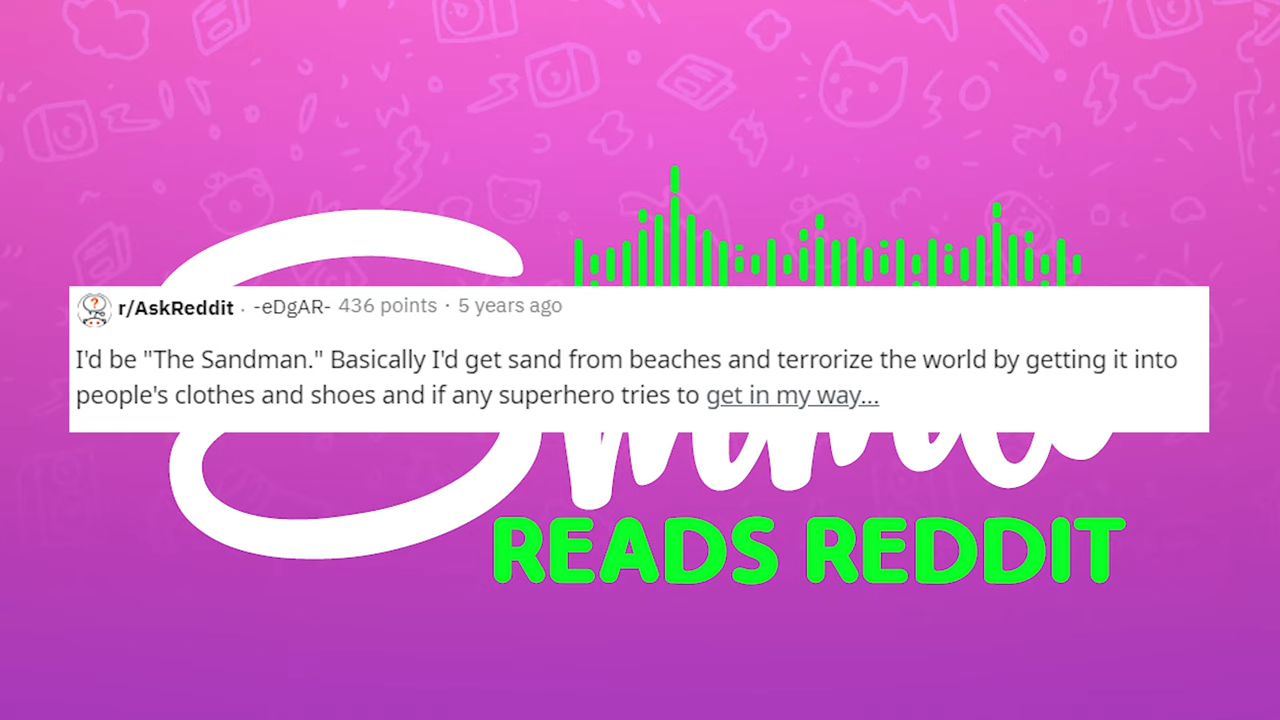 r/AskReddit · -eDgAR- 436 points · 5 years ago
I'd be "The Sandman." Basically I'd get sand from beaches and terrorize the world by getting it into
people's clothes and shoes and if any superhero tries to get in my way...
READS REDDIT